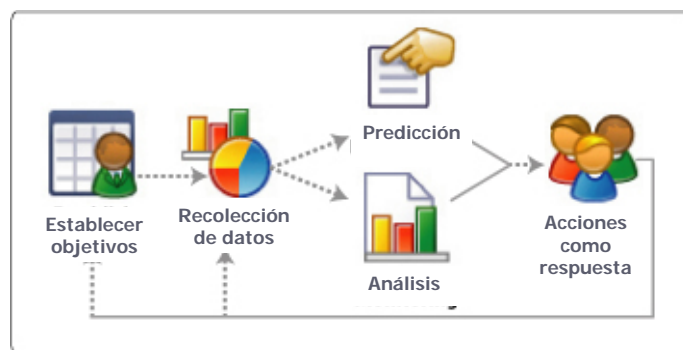 Predicción
Establecer
objetivos
Recolección
de datos
Análisis
Acciones
como
respuesta